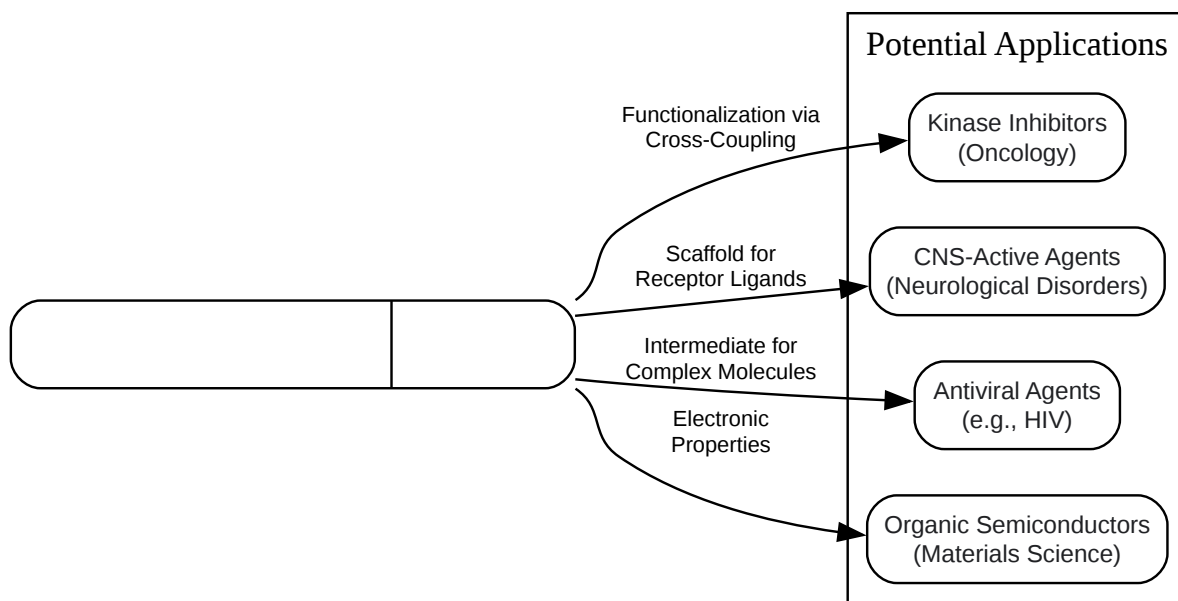 Potential Applications
Functionalization via
Cross-Coupling
Kinase Inhibitors
(Oncology)
Scaffold for
Receptor Ligands
CNS-Active Agents
(Neurological Disorders)
Intermediate for
Complex Molecules
Antiviral Agents
(e.g., HIV)
Electronic
Properties
Organic Semiconductors
(Materials Science)